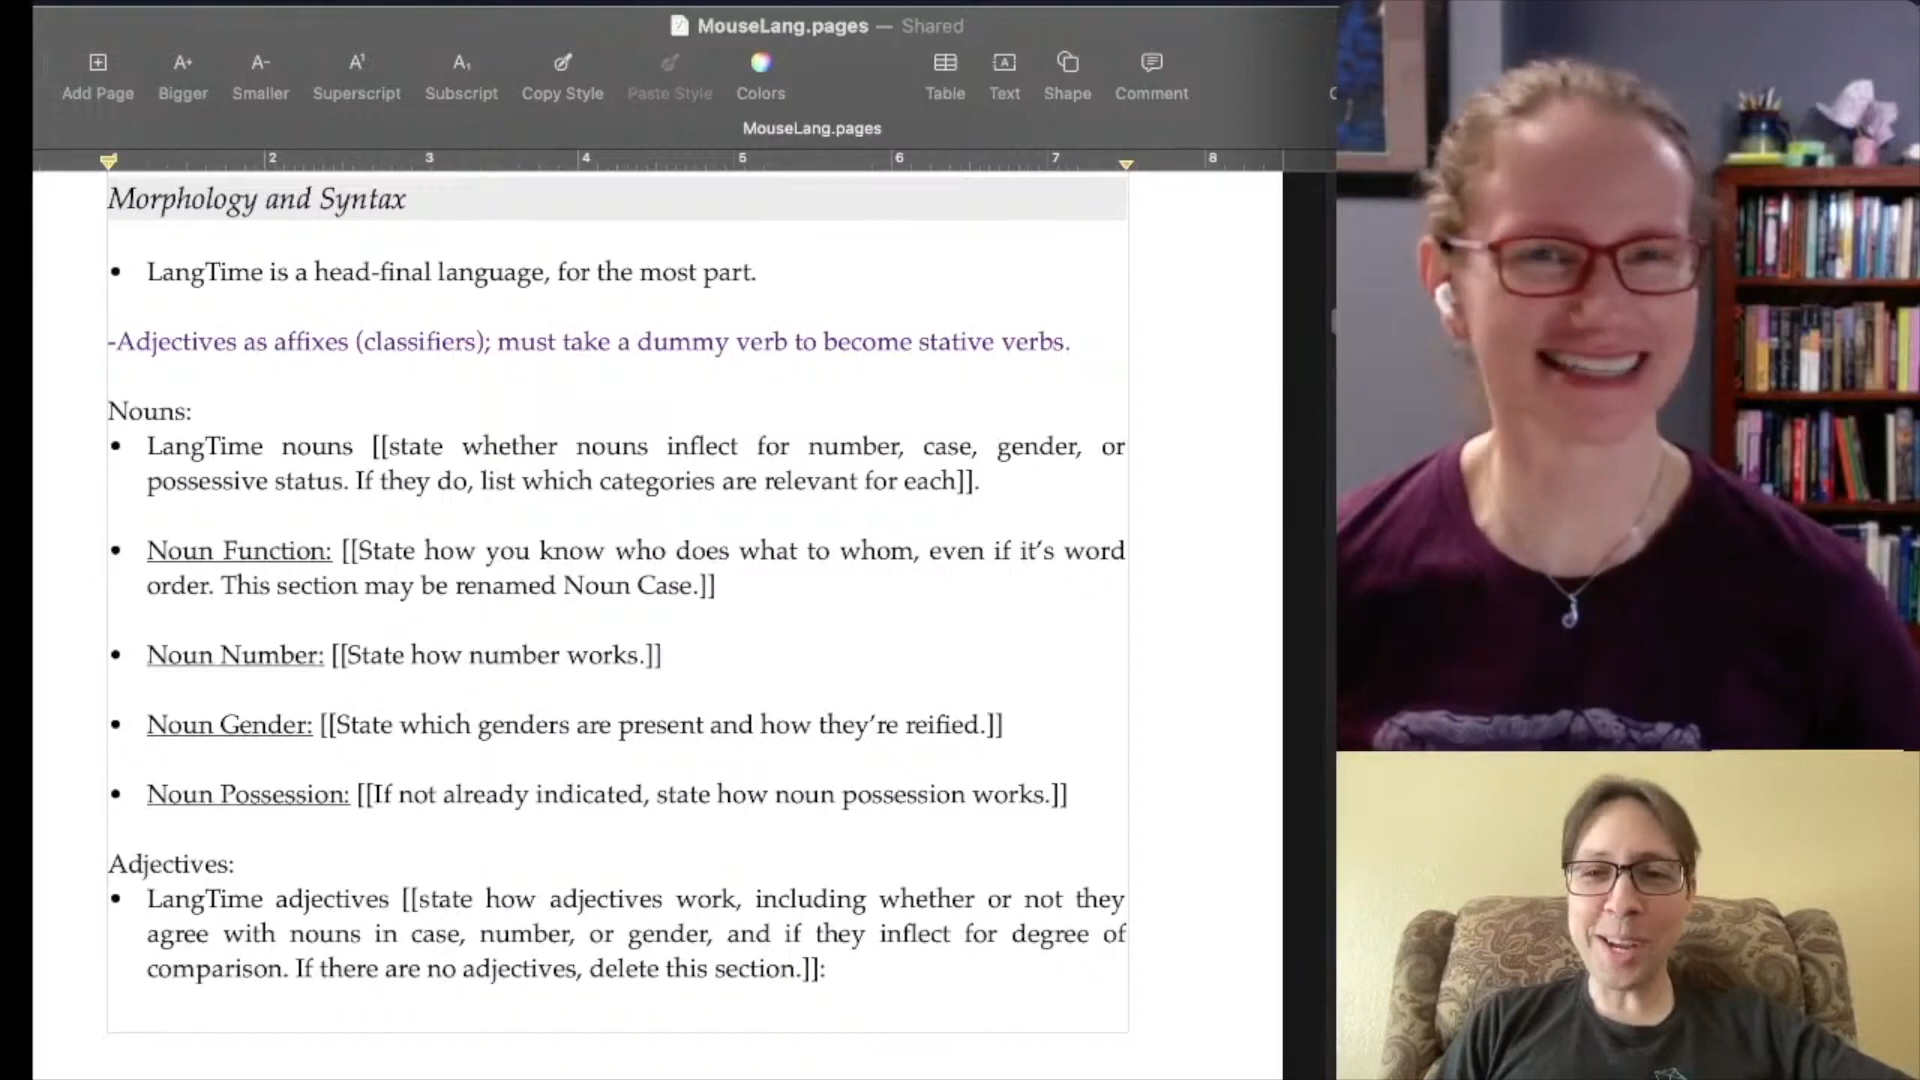 MouseLang.pages — Shared
Add Page Bigger Smaller Superscript Subscript Copy Style Paste Style Colors Table Text Shape Comment
MouseLang.pages
2 3 4 5 6 7 8
Morphology and Syntax
• LangTime is a head-final language, for the most part.
-Adjectives as affixes (classifiers); must take a dummy verb to become stative verbs.
Nouns:
• LangTime nouns [[state whether nouns inflect for number, case, gender, or
possessive status. If they do, list which categories are relevant for each]].
• Noun Function: [[State how you know who does what to whom, even if it’s word
order. This section may be renamed Noun Case.]]
• Noun Number: [[State how number works.]]
• Noun Gender: [[State which genders are present and how they’re reified.]]
• Noun Possession: [[If not already indicated, state how noun possession works.]]
Adjectives:
• LangTime adjectives [[state how adjectives work, including whether or not they
agree with nouns in case, number, or gender, and if they inflect for degree of
comparison. If there are no adjectives, delete this section.]]: